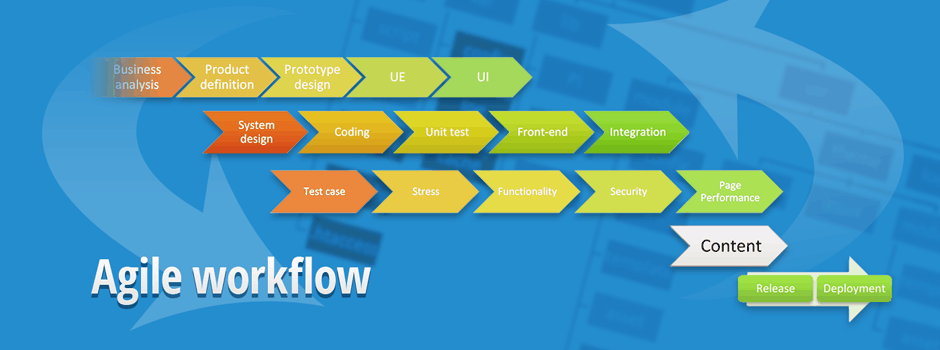 Business
analysis
Product
definition
Prototype
design
UE
UI
System
design
Coding
Unit test
Front-end
Integration
Test case
Stress
Functionality
Security
Page
Performance
Content
Agile workflow
Release
Deployment